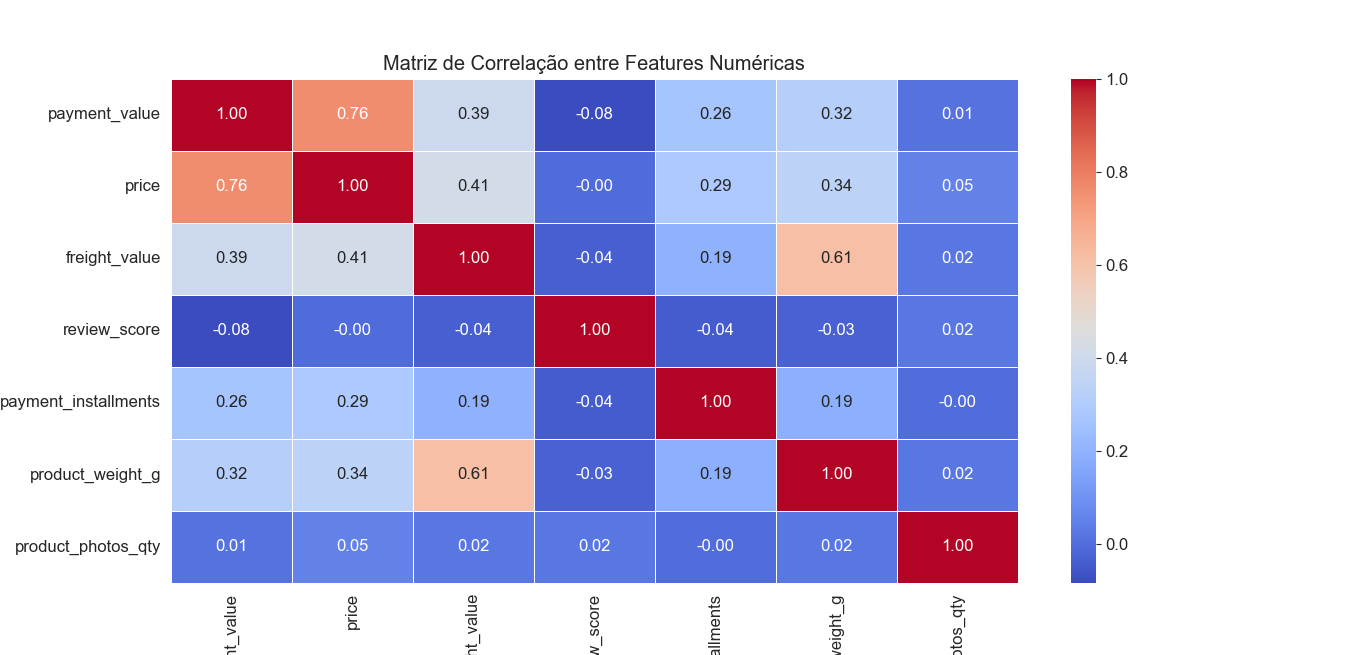 Matriz de Correlação entre Features Numéricas
payment_value 1.00 0.76 0.39 -0.08 0.26 0.32 0.01
price 0.76 1.00 0.41 -0.00 0.29 0.34 0.05
freight_value 0.39 0.41 1.00 -0.04 0.19 0.61 0.02
review_score -0.08 -0.00 -0.04 1.00 -0.04 -0.03 0.02
payment_installments 0.26 0.29 0.19 -0.04 1.00 0.19 -0.00
product_weight_g 0.32 0.34 0.61 -0.03 0.19 1.00 0.02
product_photos_qty 0.01 0.05 0.02 0.02 -0.00 0.02 1.00
nt_value
price
nt_value
w_score
allments
weight_g
otos_qty
1.0
0.8
0.6
0.4
0.2
0.0